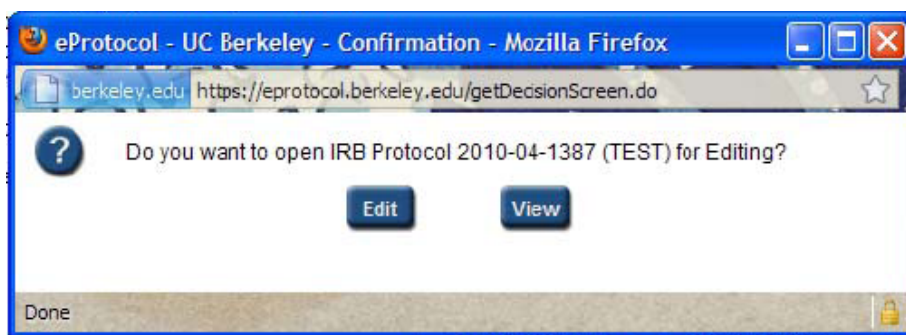 eProtocol - UC Berkeley - Confirmation - Mozilla Firefox
berkeley.edu https://eprotocol.berkeley.edu/getDecisionScreen.do
? Do you want to open IRB Protocol 2010-04-1387 (TEST) for Editing?
Edit View
Done